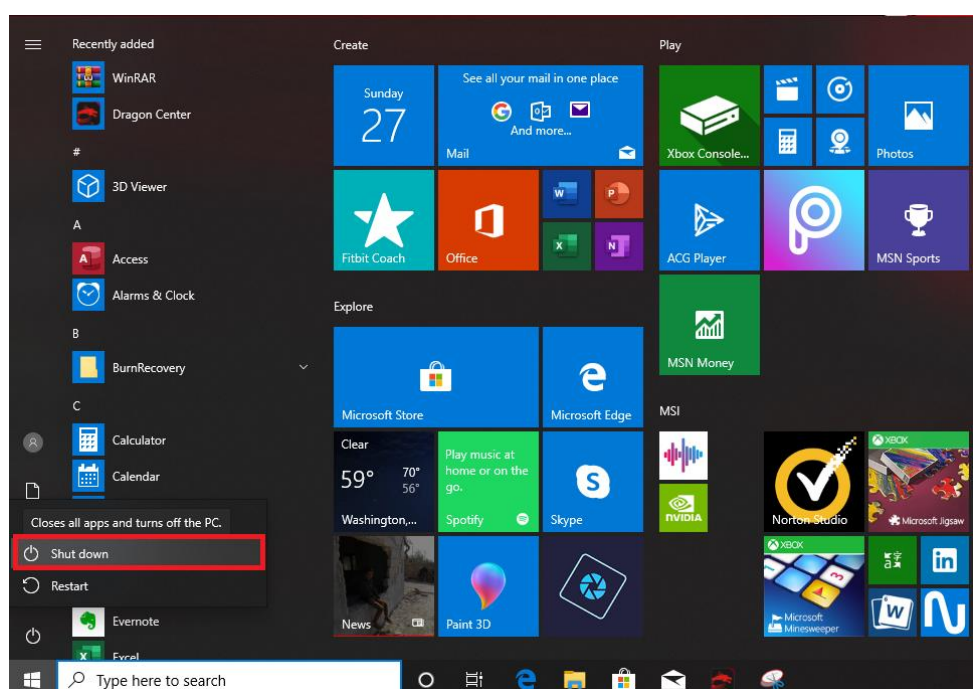 Recently added
WinRAR
Dragon Center
#
3D Viewer
A
Access
Alarms & Clock
B
BurnRecovery
C
Calculator
Calendar
Closes all apps and turns off the PC.
Shut down
Restart
Evernote
Excel
Type here to search
Create
Sunday
27
See all your mail in one place
And more...
Mail
Fitbit Coach
Office
Explore
Microsoft Store
Microsoft Edge
Clear
59°
70°
56°
Washington,...
Play music at
home or on the
go.
Spotify
Skype
News
Paint 3D
Play
Xbox Console...
Photos
ACG Player
MSN Sports
MSN Money
MSI
NVIDIA
Norton Studio
XBOX
Microsoft Jigsaw
XBOX
Microsoft
Minesweeper